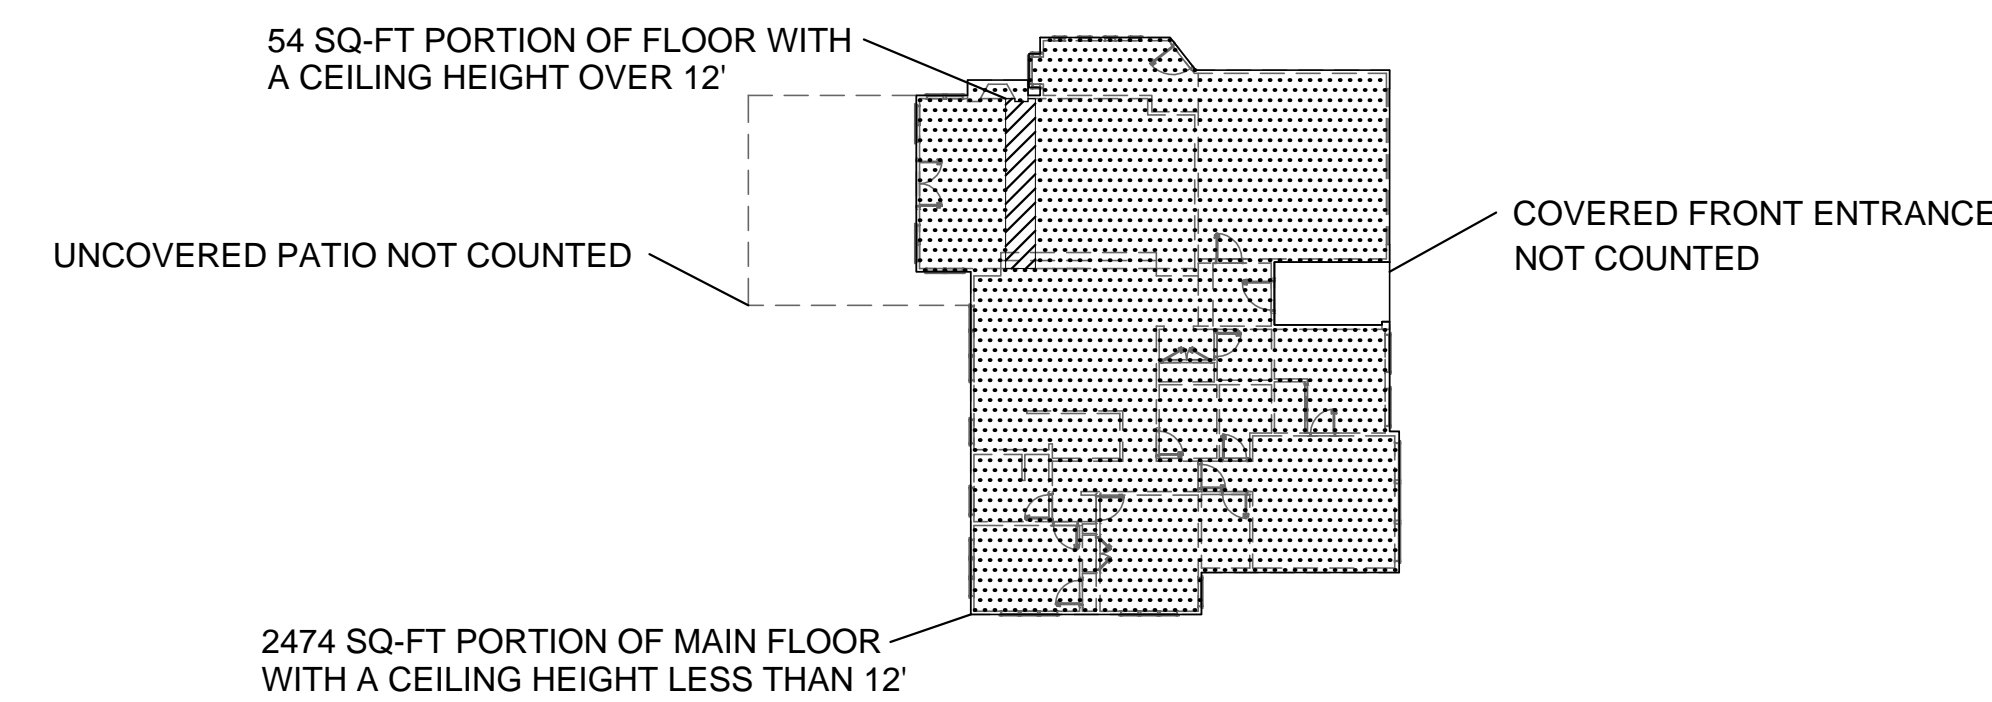 54 SQ-FT PORTION OF FLOOR WITH
A CEILING HEIGHT OVER 12'
UNCOVERED PATIO NOT COUNTED
COVERED FRONT ENTRANCE
NOT COUNTED
2474 SQ-FT PORTION OF MAIN FLOOR
WITH A CEILING HEIGHT LESS THAN 12'